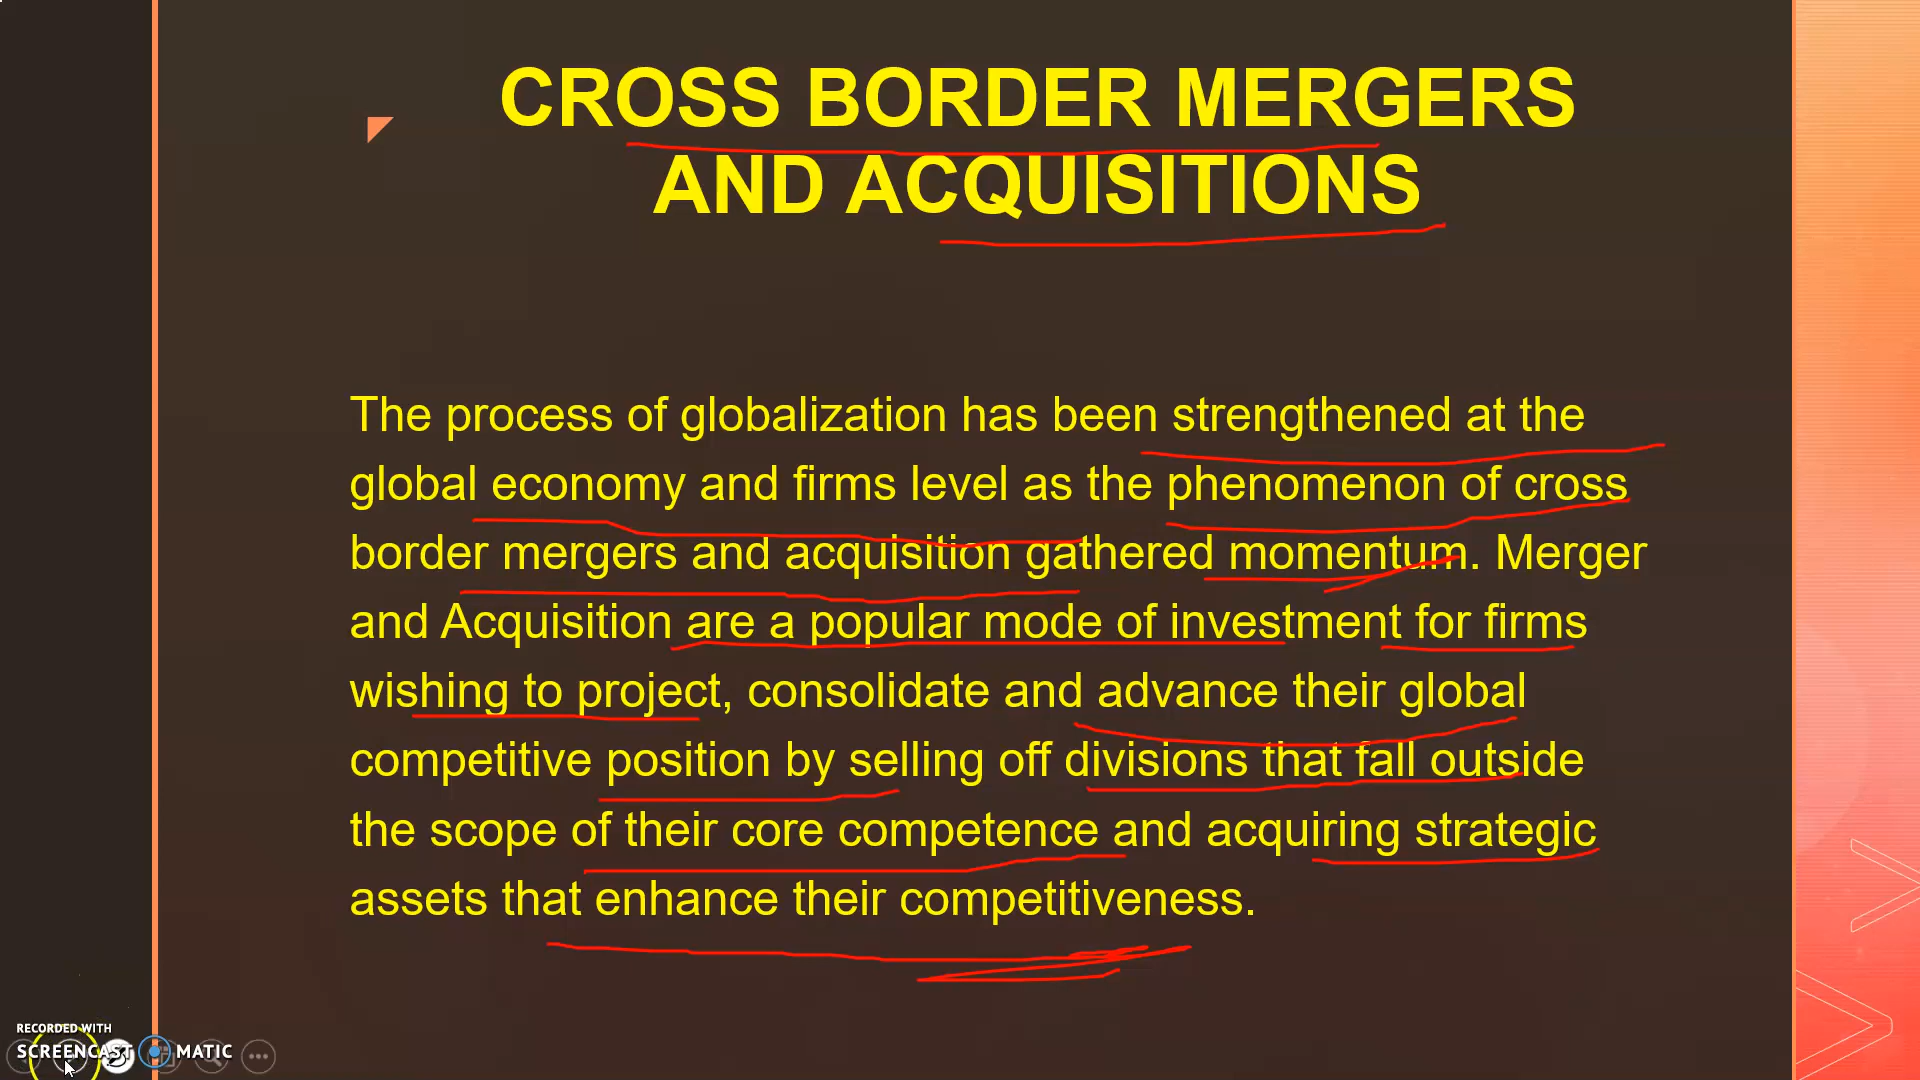 CROSS BORDER MERGERS
AND ACQUISITIONS
The process of globalization has been strengthened at the
global economy and firms level as the phenomenon of cross
border mergers and acquisition gathered momentum. Merger
and Acquisition are a popular mode of investment for firms
wishing to project, consolidate and advance their global
competitive position by selling off divisions that fall outside
the scope of their core competence and acquiring strategic
assets that enhance their competitiveness.
RECORDED WITH
SCREENCAST MATIC